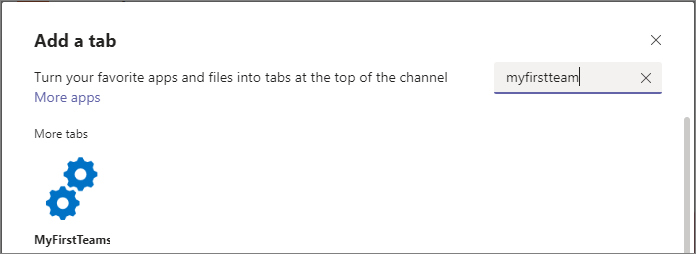 Add a tab
Turn your favorite apps and files into tabs at the top of the channel
myfirstteam
More apps
More tabs
MyFirstTeams